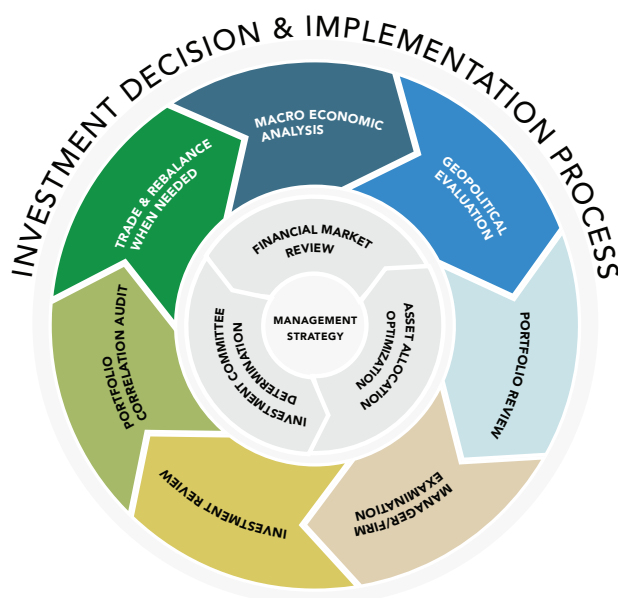 INVESTMENT DECISION & IMPLEMENTATION PROCESS
MACRO ECONOMIC
ANALYSIS
GEOPOLITICAL
EVALUATION
PORTFOLIO REVIEW
MANAGER/FIRM
EXAMINATION
INVESTMENT REVIEW
PORTFOLIO
CORRELATION AUDIT
TRADE & REBALANCE
WHEN NEEDED
FINANCIAL MARKET
REVIEW
ASSET ALLOCATION
OPTIMIZATION
INVESTMENT COMMITTEE
DETERMINATION
MANAGEMENT
STRATEGY